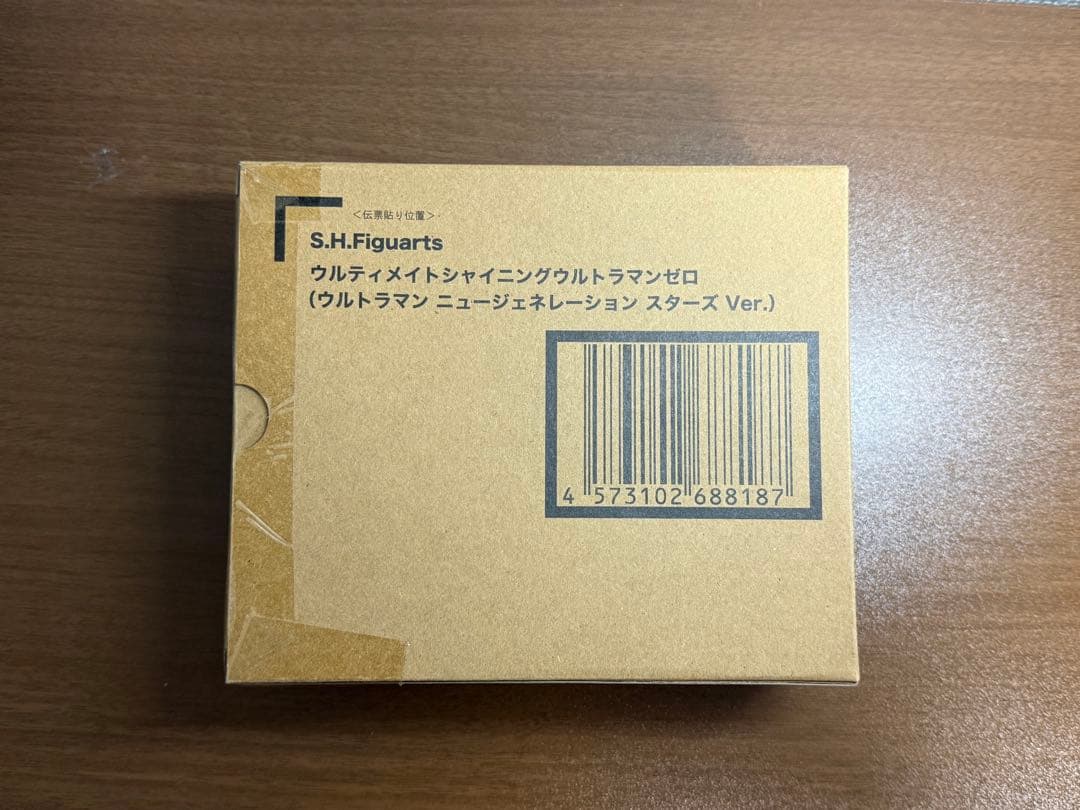 ＜伝票貼り位置＞
S.H.Figuarts
ウルティメイトシャイニングウルトラマンゼロ
(ウルトラマン ニュージェネレーション スターズ Ver.)
4 573102 688187